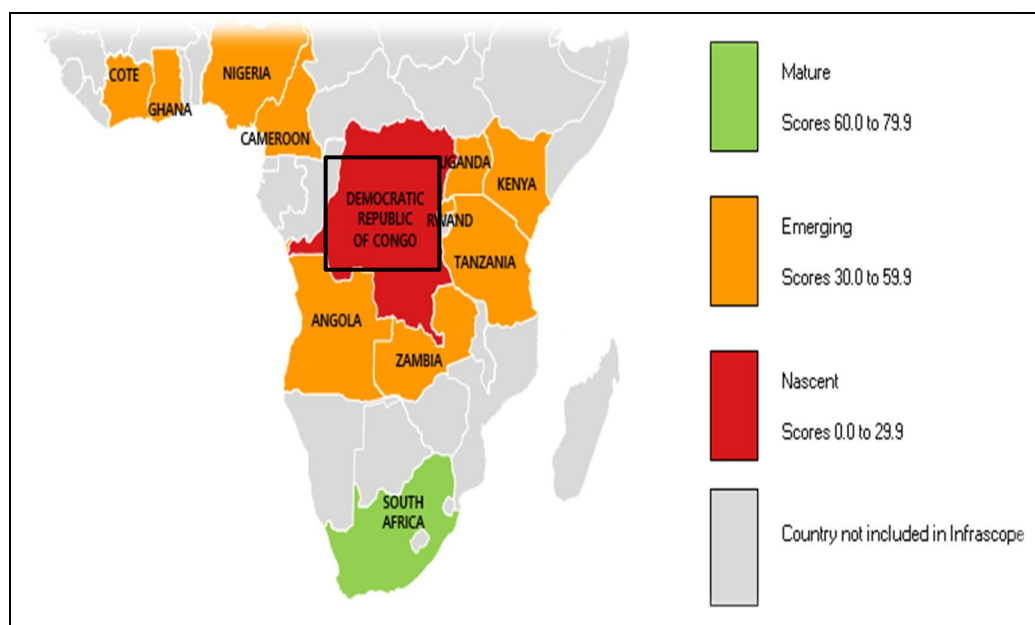 COTE
GHANA
NIGERIA
CAMEROON
UGANDA
KENYA
DEMOCRATIC
REPUBLIC
OF CONGO
RWAND
TANZANIA
ANGOLA
ZAMBIA
SOUTH
AFRICA
Mature
Scores 60.0 to 79.9
Emerging
Scores 30.0 to 59.9
Nascent
Scores 0.0 to 29.9
Country not included in Infrascope